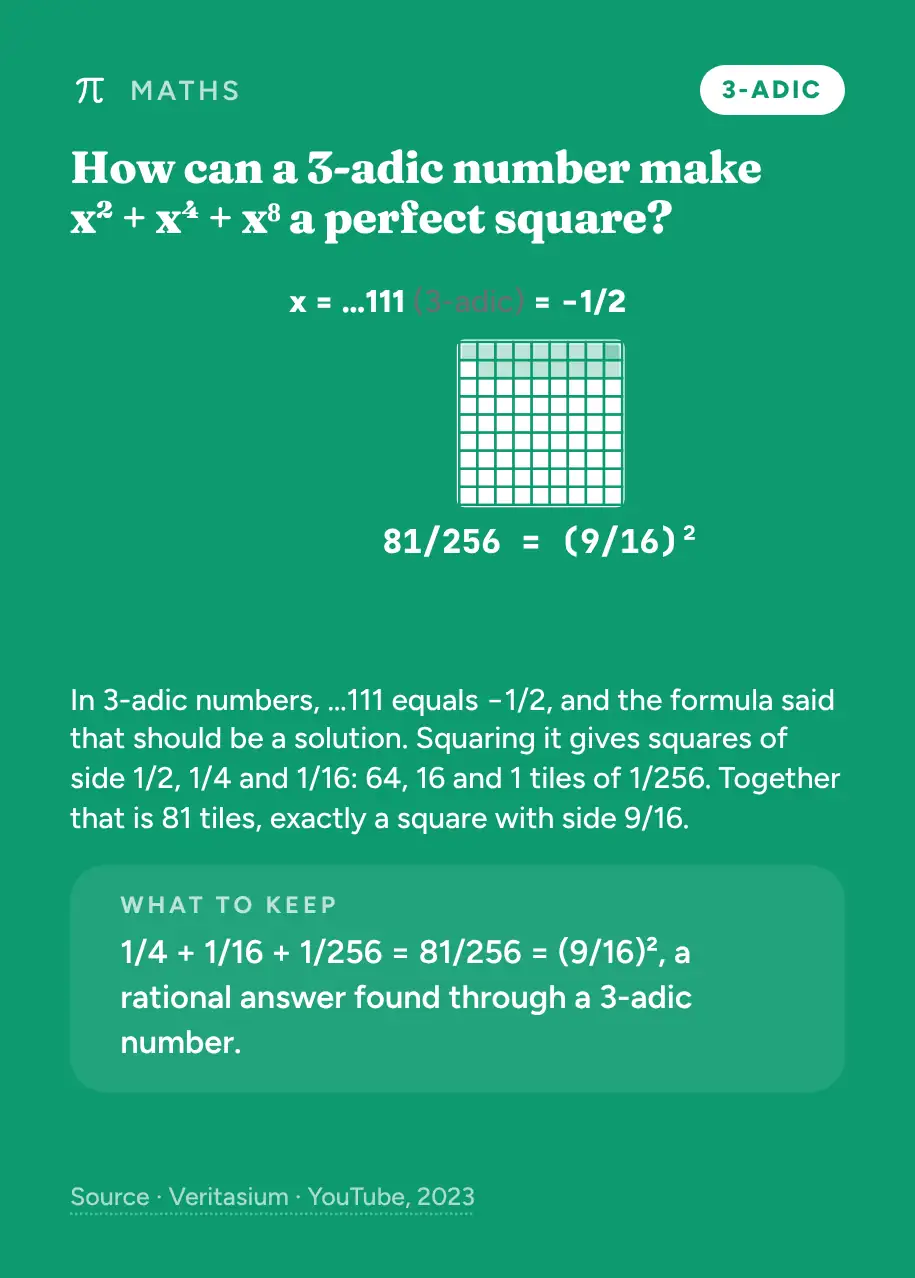 π MATHS
3-ADIC
How can a 3-adic number make
x² + x⁴ + x⁸ a perfect square?
x = ...111 (3-adic) = −1/2
81/256 = (9/16)²
In 3-adic numbers, ...111 equals −1/2, and the formula said
that should be a solution. Squaring it gives squares of
side 1/2, 1/4 and 1/16: 64, 16 and 1 tiles of 1/256. Together
that is 81 tiles, exactly a square with side 9/16.
WHAT TO KEEP
1/4 + 1/16 + 1/256 = 81/256 = (9/16)², a
rational answer found through a 3-adic
number.
Source · Veritasium · YouTube, 2023